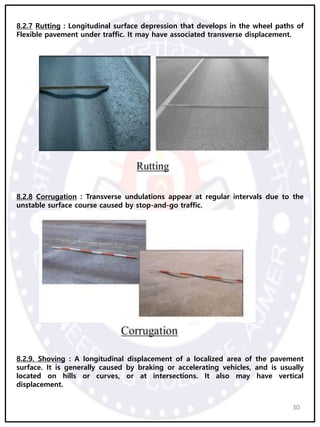 8.2.7 Rutting : Longitudinal surface depression that develops in the wheel paths of
Flexible pavement under traffic. It may have associated transverse displacement.
Rutting
8.2.8 Corrugation : Transverse undulations appear at regular intervals due to the
unstable surface course caused by stop-and-go traffic.
Corrugation
8.2.9. Shoving : A longitudinal displacement of a localized area of the pavement
surface. It is generally caused by braking or accelerating vehicles, and is usually
located on hills or curves, or at intersections. It also may have vertical
displacement.
30
AJMER